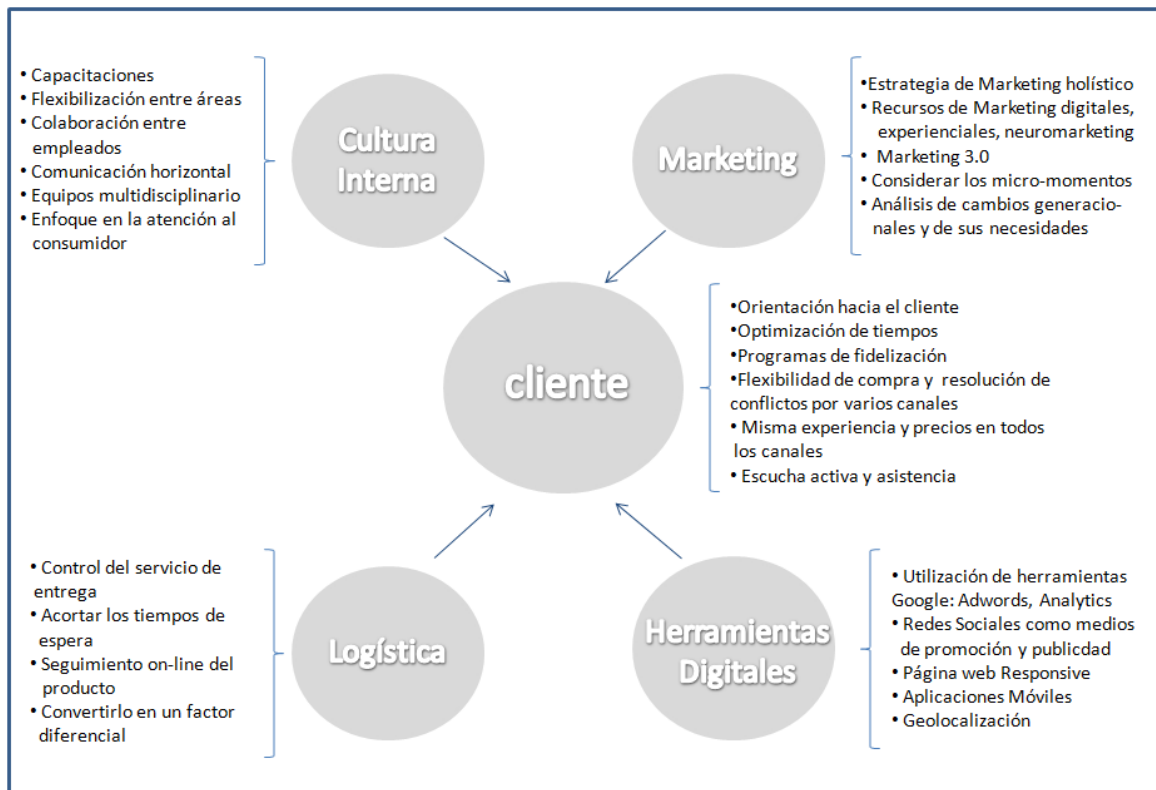 • Capacitaciones
• Flexibilización entre áreas
• Colaboración entre
empleados
• Comunicación horizontal
• Equipos multidisciplinario
• Enfoque en la atención al
consumidor
Cultura
Interna
Marketing
•Estrategia de Marketing holístico
• Recursos de Marketing digitales,
experienciales, neuromarketing
• Marketing 3.0
• Considerar los micro-momentos
• Análisis de cambios generacio-
nales y de sus necesidades
cliente
•Orientación hacia el cliente
•Optimización de tiempos
•Programas de fidelización
•Flexibilidad de compra y resolución de
conflictos por varios canales
• Misma experiencia y precios en todos
los canales
• Escucha activa y asistencia
• Control del servicio de
entrega
• Acortar los tiempos de
espera
• Seguimiento on-line del
producto
• Convertirlo en un factor
diferencial
Logística
Herramientas
Digitales
• Utilización de herramientas
Google: Adwords, Analytics
• Redes Sociales como medios
de promoción y publicdad
• Página web Responsive
• Aplicaciones Móviles
• Geolocalización